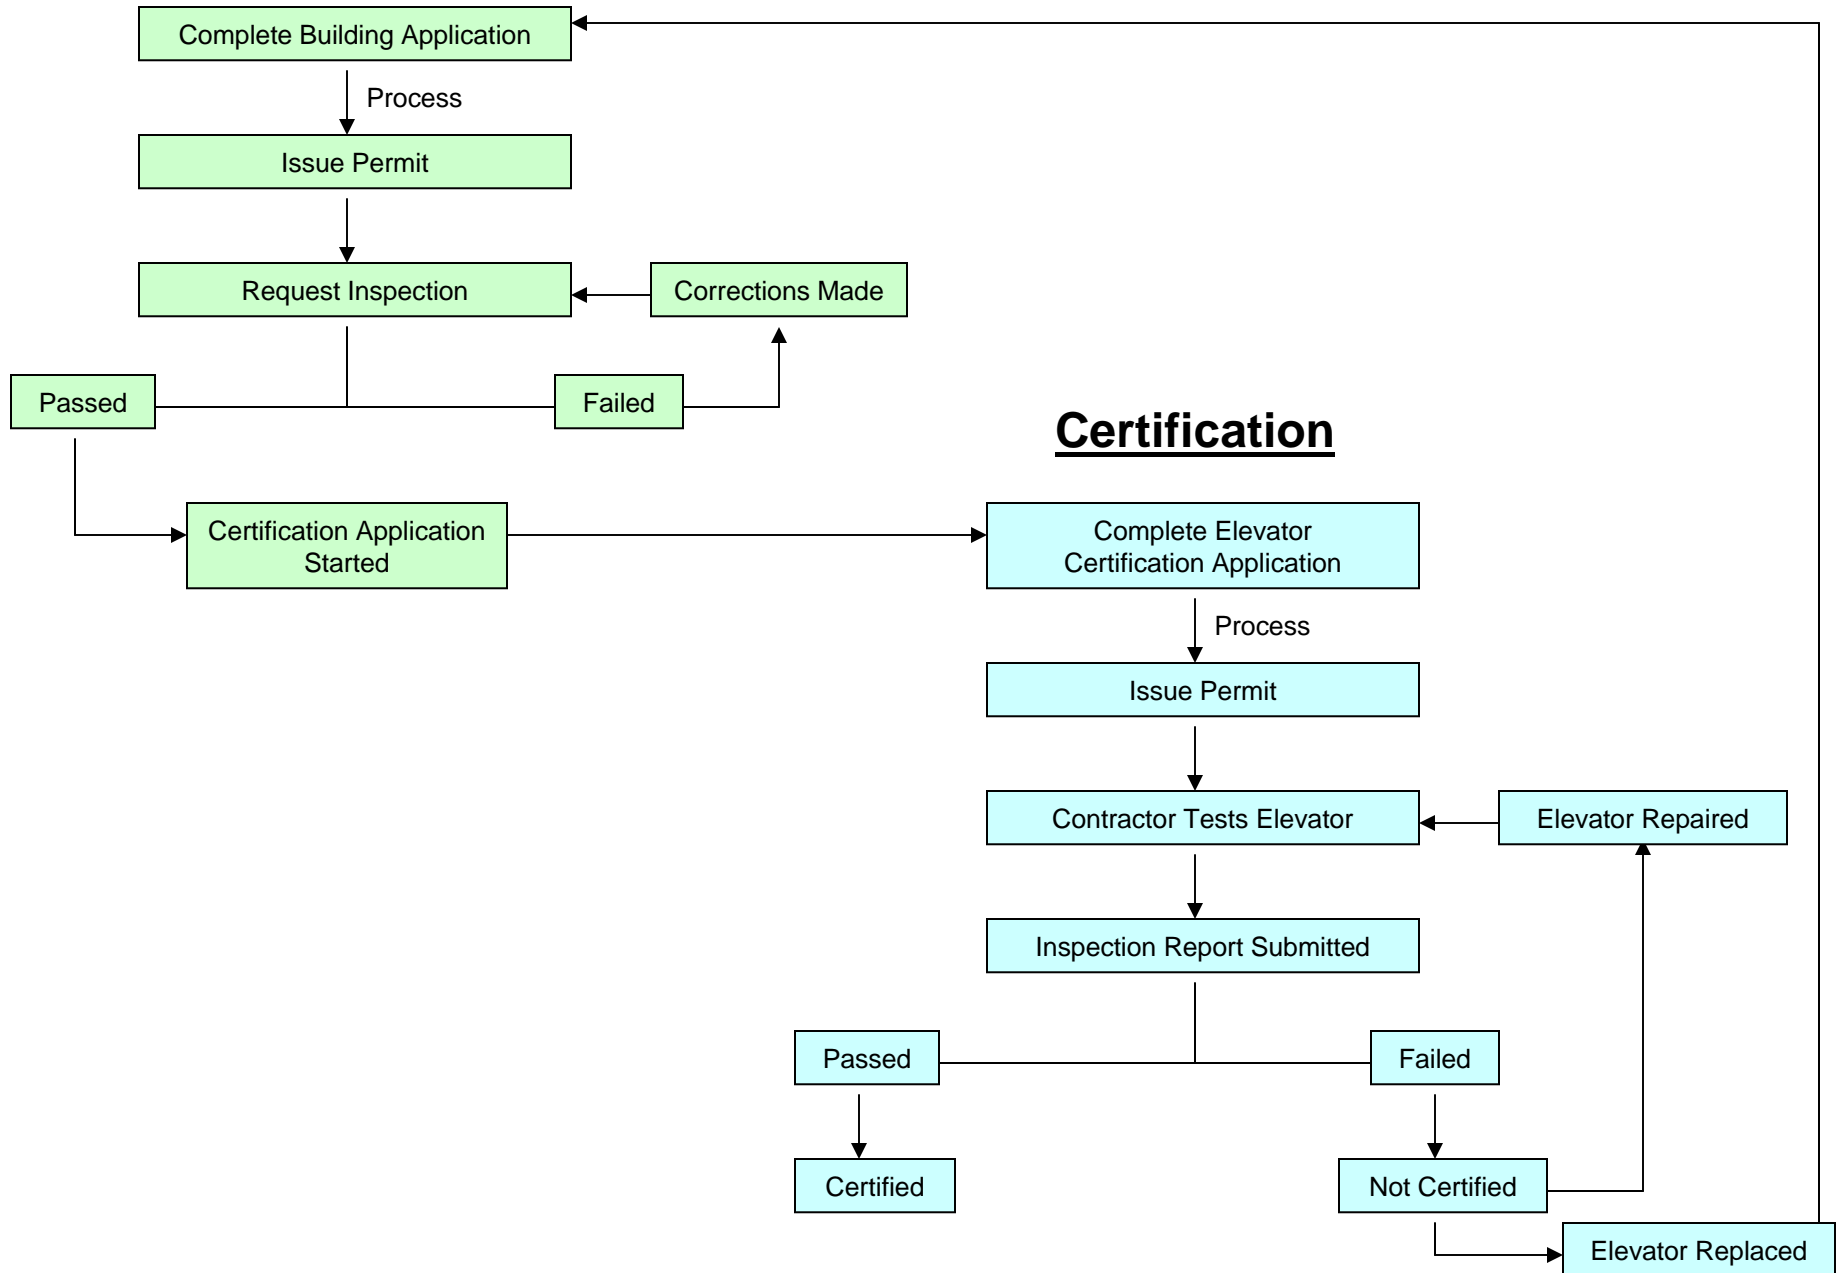 Complete Building Application
Process
Issue Permit
Request Inspection
Corrections Made
Passed
Failed
Certification
Certification Application
Started
Complete Elevator
Certification Application
Process
Issue Permit
Contractor Tests Elevator
Elevator Repaired
Inspection Report Submitted
Passed
Failed
Certified
Not Certified
Elevator Replaced